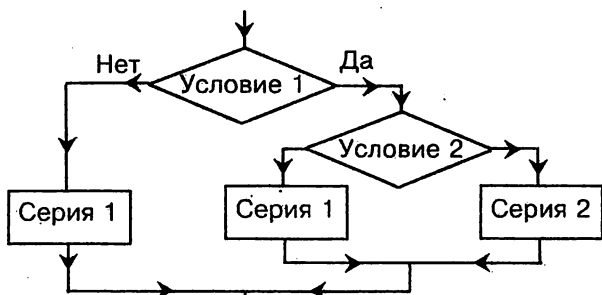 Нет
Да
Условие 1
Условие 2
Серия 1
Серия 1
Серия 2